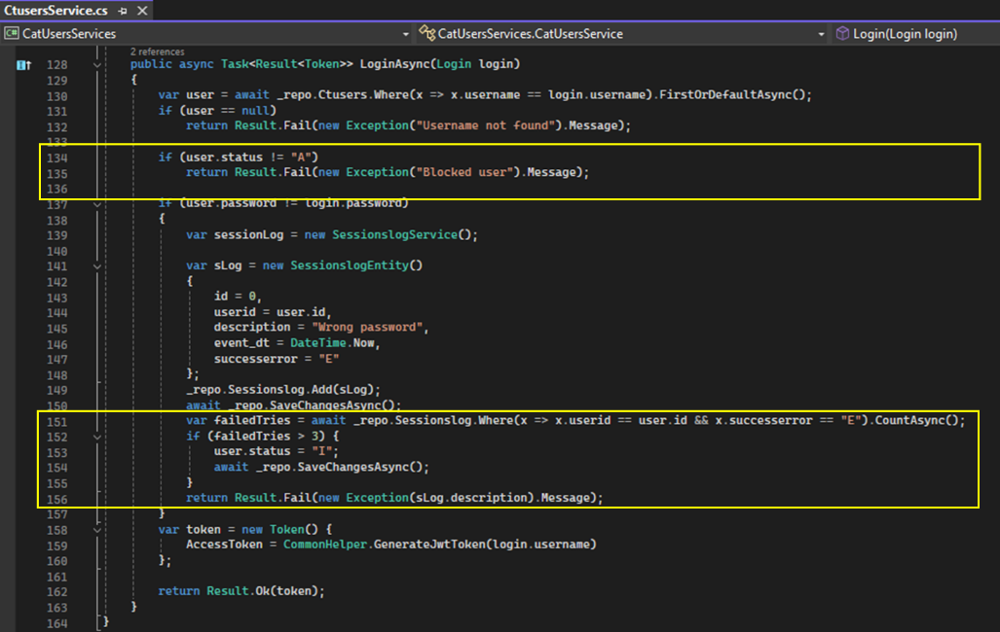 CtusersService.cs
CatUsersServices CatUsersServices.CatUsersService Login(Login login)
2 references
128 public async Task<Result<Token>> LoginAsync(Login login)
129 {
130 var user = await _repo.Ctusers.Where(x => x.username == login.username).FirstOrDefaultAsync();
131 if (user == null)
132 return Result.Fail(new Exception("Username not found").Message);
133
134 if (user.status != "A")
135 return Result.Fail(new Exception("Blocked user").Message);
136
137 if (user.password != login.password)
138 {
139 var sessionLog = new SessionslogService();
140
141 var sLog = new SessionslogEntity()
142 {
143 id = 0,
144 userid = user.id,
145 description = "Wrong password",
146 event_dt = DateTime.Now,
147 successerror = "E"
148 };
149 _repo.Sessionslog.Add(sLog);
150 await _repo.SaveChangesAsync();
151 var failedTries = await _repo.Sessionslog.Where(x => x.userid == user.id && x.successerror == "E").CountAsync();
152 if (failedTries > 3) {
153 user.status = "I";
154 await _repo.SaveChangesAsync();
155 }
156 return Result.Fail(new Exception(sLog.description).Message);
157 }
158 var token = new Token() {
159 AccessToken = CommonHelper.GenerateJwtToken(login.username)
160 };
161
162 return Result.Ok(token);
163 }
164 }